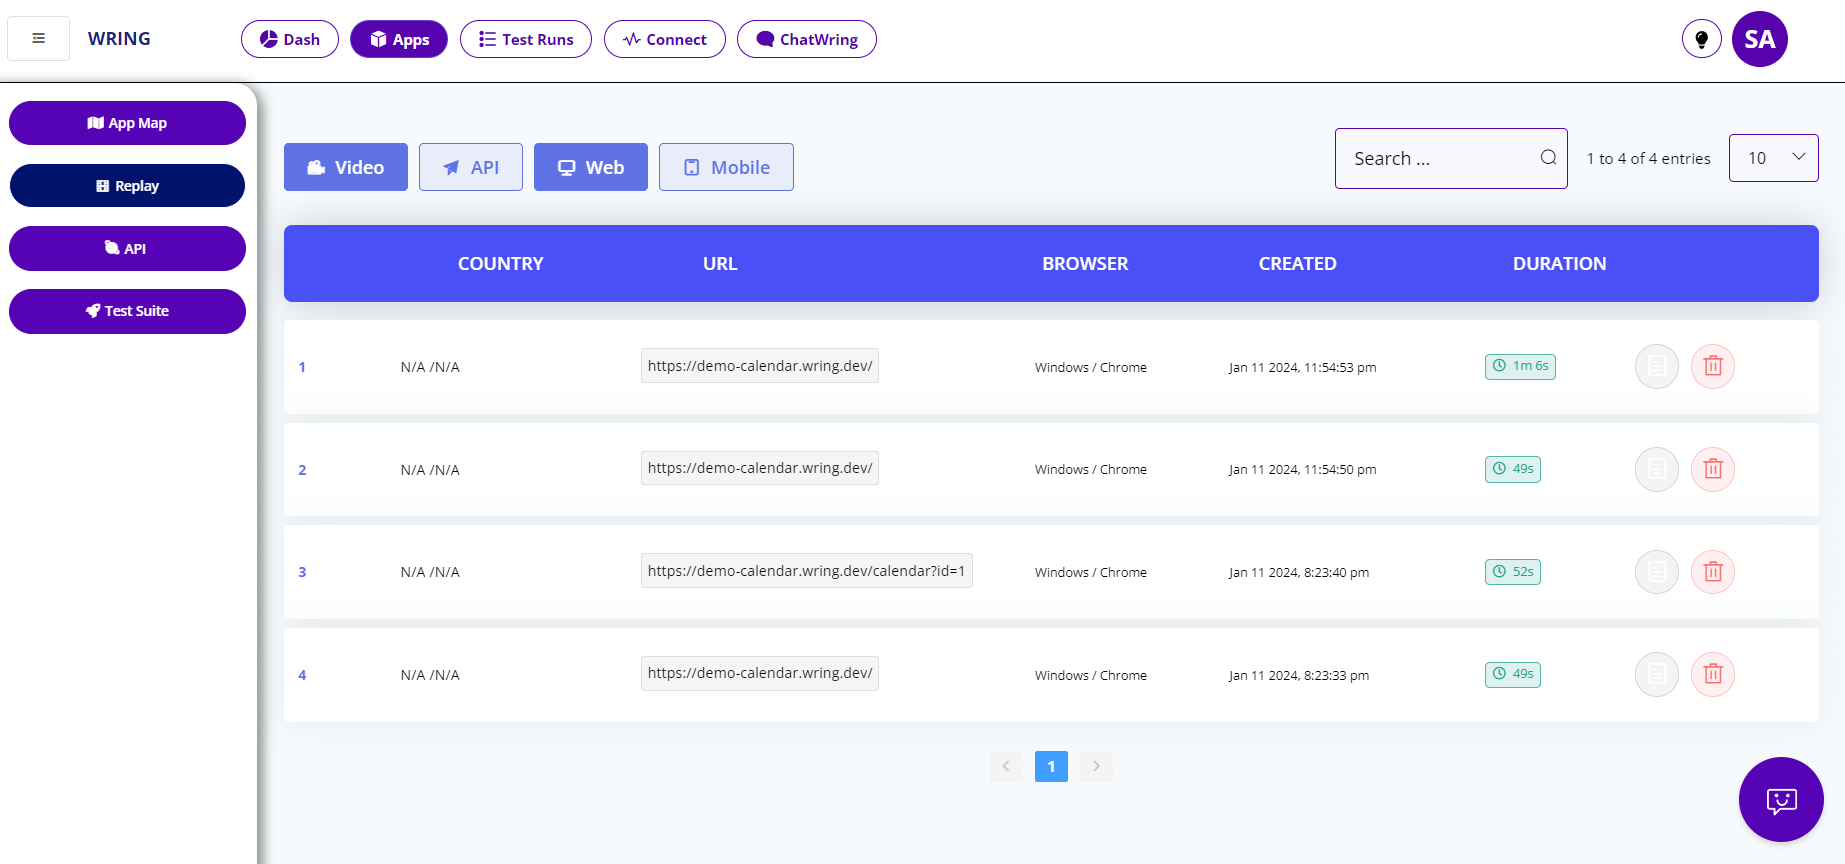 WRING
Dash
Apps
Test Runs
Connect
ChatWring
SA
App Map
Replay
API
Test Suite
Video
API
Web
Mobile
Search ...
1 to 4 of 4 entries
10
COUNTRY URL BROWSER CREATED DURATION
1 N/A /N/A https://demo-calendar.wring.dev/ Windows / Chrome Jan 11 2024, 11:54:53 pm 1m 6s
2 N/A /N/A https://demo-calendar.wring.dev/ Windows / Chrome Jan 11 2024, 11:54:50 pm 49s
3 N/A /N/A https://demo-calendar.wring.dev/calendar?id=1 Windows / Chrome Jan 11 2024, 8:23:40 pm 52s
4 N/A /N/A https://demo-calendar.wring.dev/ Windows / Chrome Jan 11 2024, 8:23:33 pm 49s
1